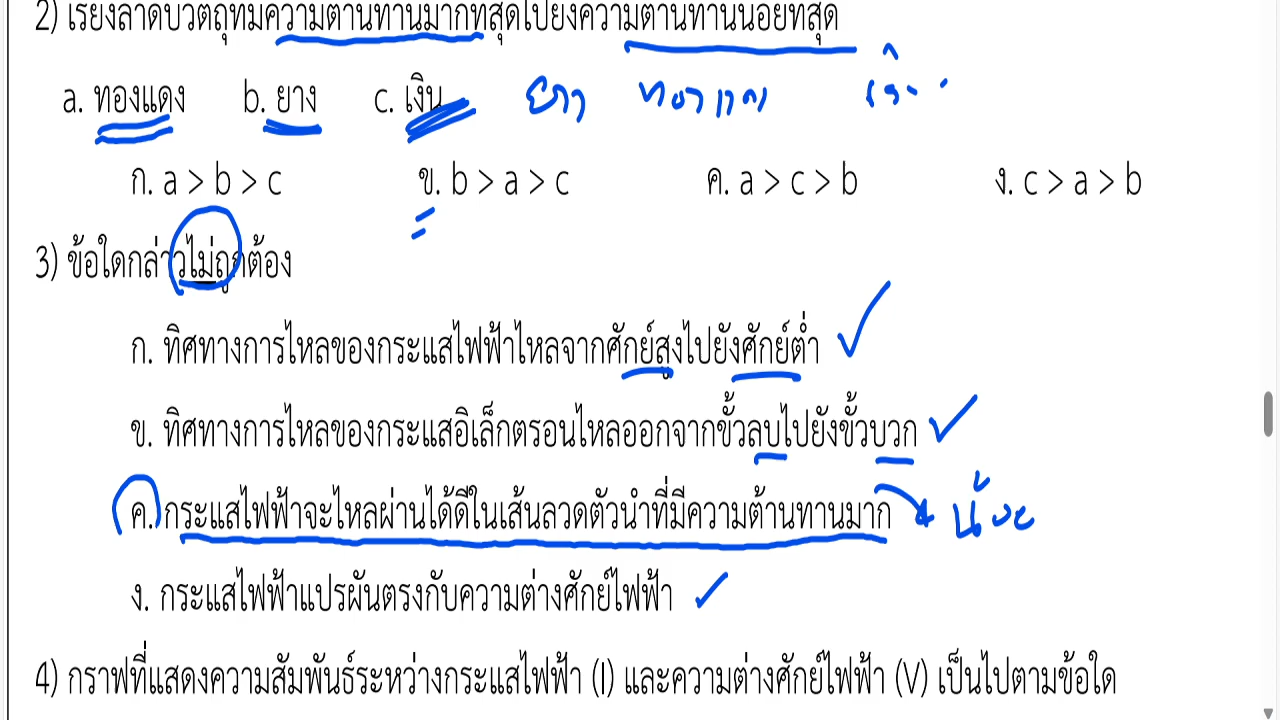 2) เรียงลำดับวัตถุที่มีความต้านทานมากที่สุดไปยังความต้านทานน้อยที่สุด
a. ทองแดง b. ยาง c. เงิน ยาง ทองแดง เงิน
ก. a > b > c ข. b > a > c ค. a > c > b ง. c > a > b
3) ข้อใดกล่าวไม่ถูกต้อง
ก. ทิศทางการไหลของกระแสไฟฟ้าไหลจากศักย์สูงไปยังศักย์ต่ำ
ข. ทิศทางการไหลของกระแสอิเล็กตรอนไหลออกจากขั้วลบไปยังขั้วบวก
ค. กระแสไฟฟ้าจะไหลผ่านได้ดีในเส้นลวดตัวนำที่มีความต้านทานมาก น้อย
ง. กระแสไฟฟ้าแปรผันตรงกับความต่างศักย์ไฟฟ้า
4) กราฟที่แสดงความสัมพันธ์ระหว่างกระแสไฟฟ้า (I) และความต่างศักย์ไฟฟ้า (V) เป็นไปตามข้อใด